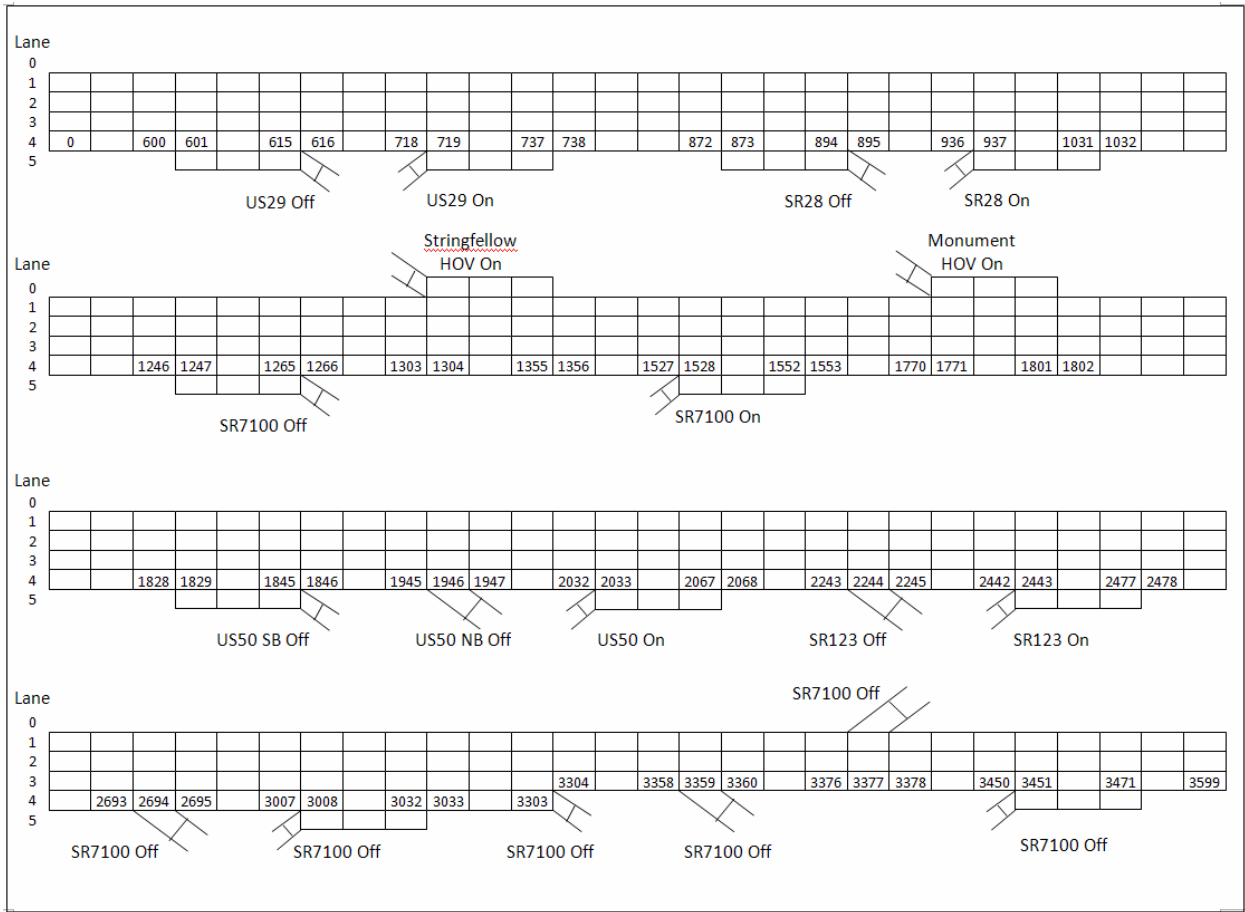 Lane
0
1
2
3
4 0 600 601 615 616 718 719 737 738 872 873 894 895 936 937 1031 1032
5
US29 Off US29 On SR28 Off SR28 On
Stringfellow Monument
Lane HOV On HOV On
0
1
2
3
4 1246 1247 1265 1266 1303 1304 1355 1356 1527 1528 1552 1553 1770 1771 1801 1802
5
SR7100 Off SR7100 On
Lane
0
1
2
3
4 1828 1829 1845 1846 1945 1946 1947 2032 2033 2067 2068 2243 2244 2245 2442 2443 2477 2478
5
US50 SB Off US50 NB Off US50 On SR123 Off SR123 On
Lane SR7100 Off
0
1
2
3 3304 3358 3359 3360 3376 3377 3378 3450 3451 3471 3599
4 2693 2694 2695 3007 3008 3032 3033 3303
5
SR7100 Off SR7100 Off SR7100 Off SR7100 Off SR7100 Off